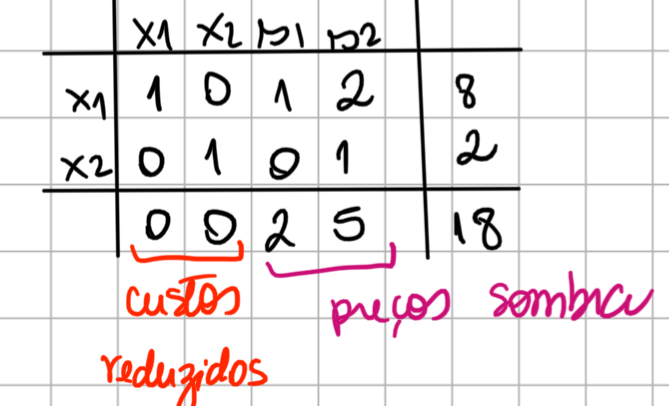 x1 x2 s1 s2
x1 1 0 1 2 8
x2 0 1 0 1 2
0 0 2 5 18
custos preços sombra
reduzidos